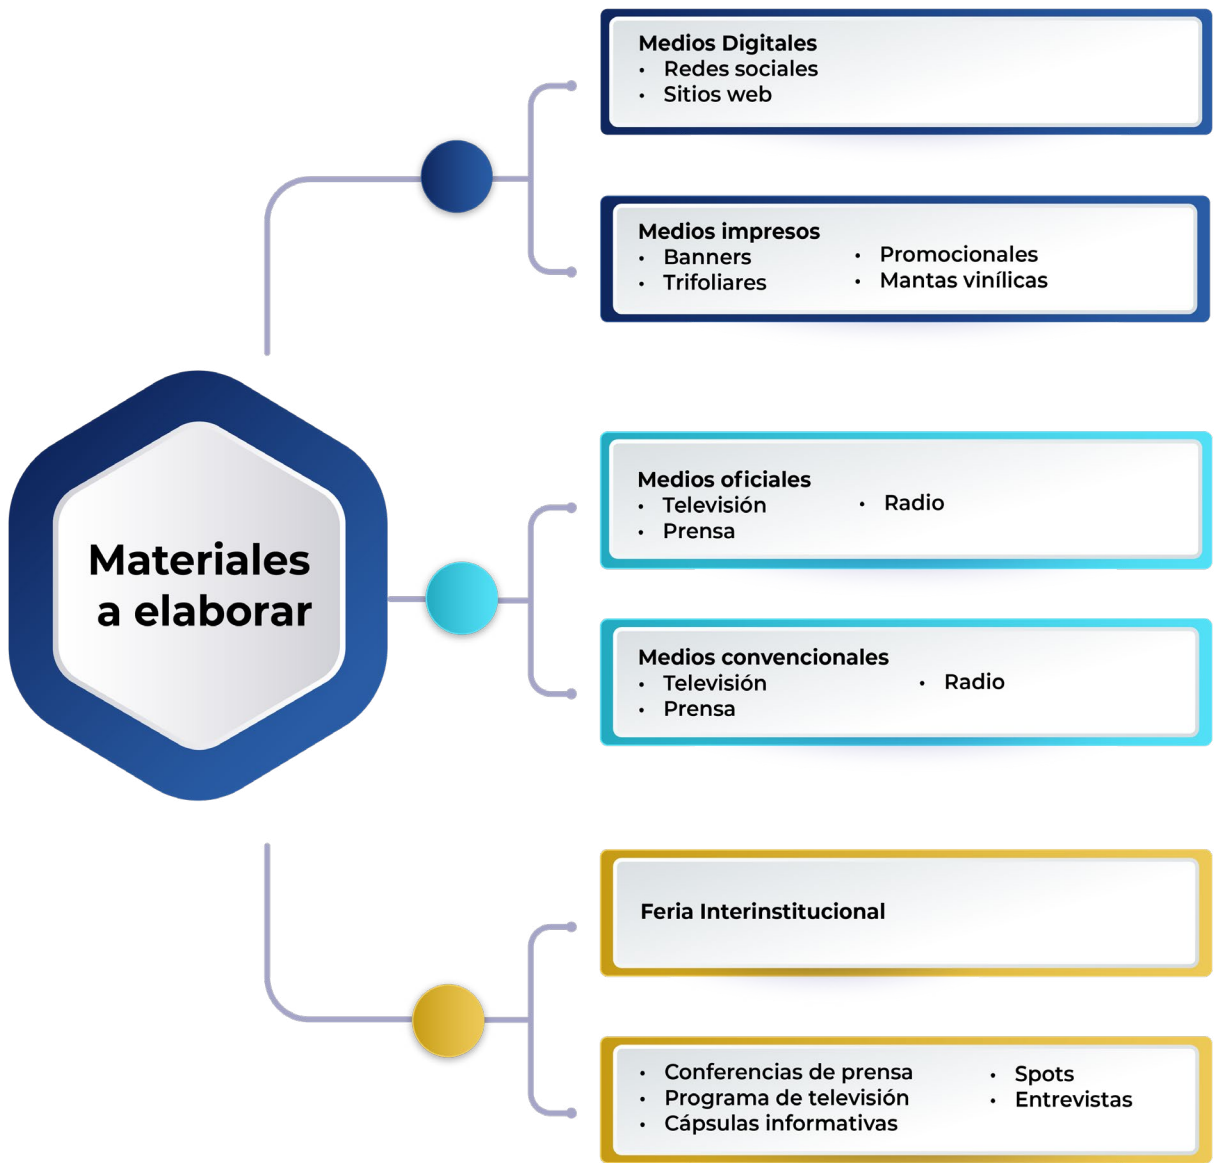 Materiales
a elaborar
Medios Digitales
• Redes sociales
• Sitios web
Medios impresos
• Banners
• Trifoliares
• Promocionales
• Mantas vinílicas
Medios oficiales
• Televisión
• Prensa
• Radio
Medios convencionales
• Televisión
• Prensa
• Radio
Feria Interinstitucional
• Conferencias de prensa
• Programa de televisión
• Cápsulas informativas
• Spots
• Entrevistas